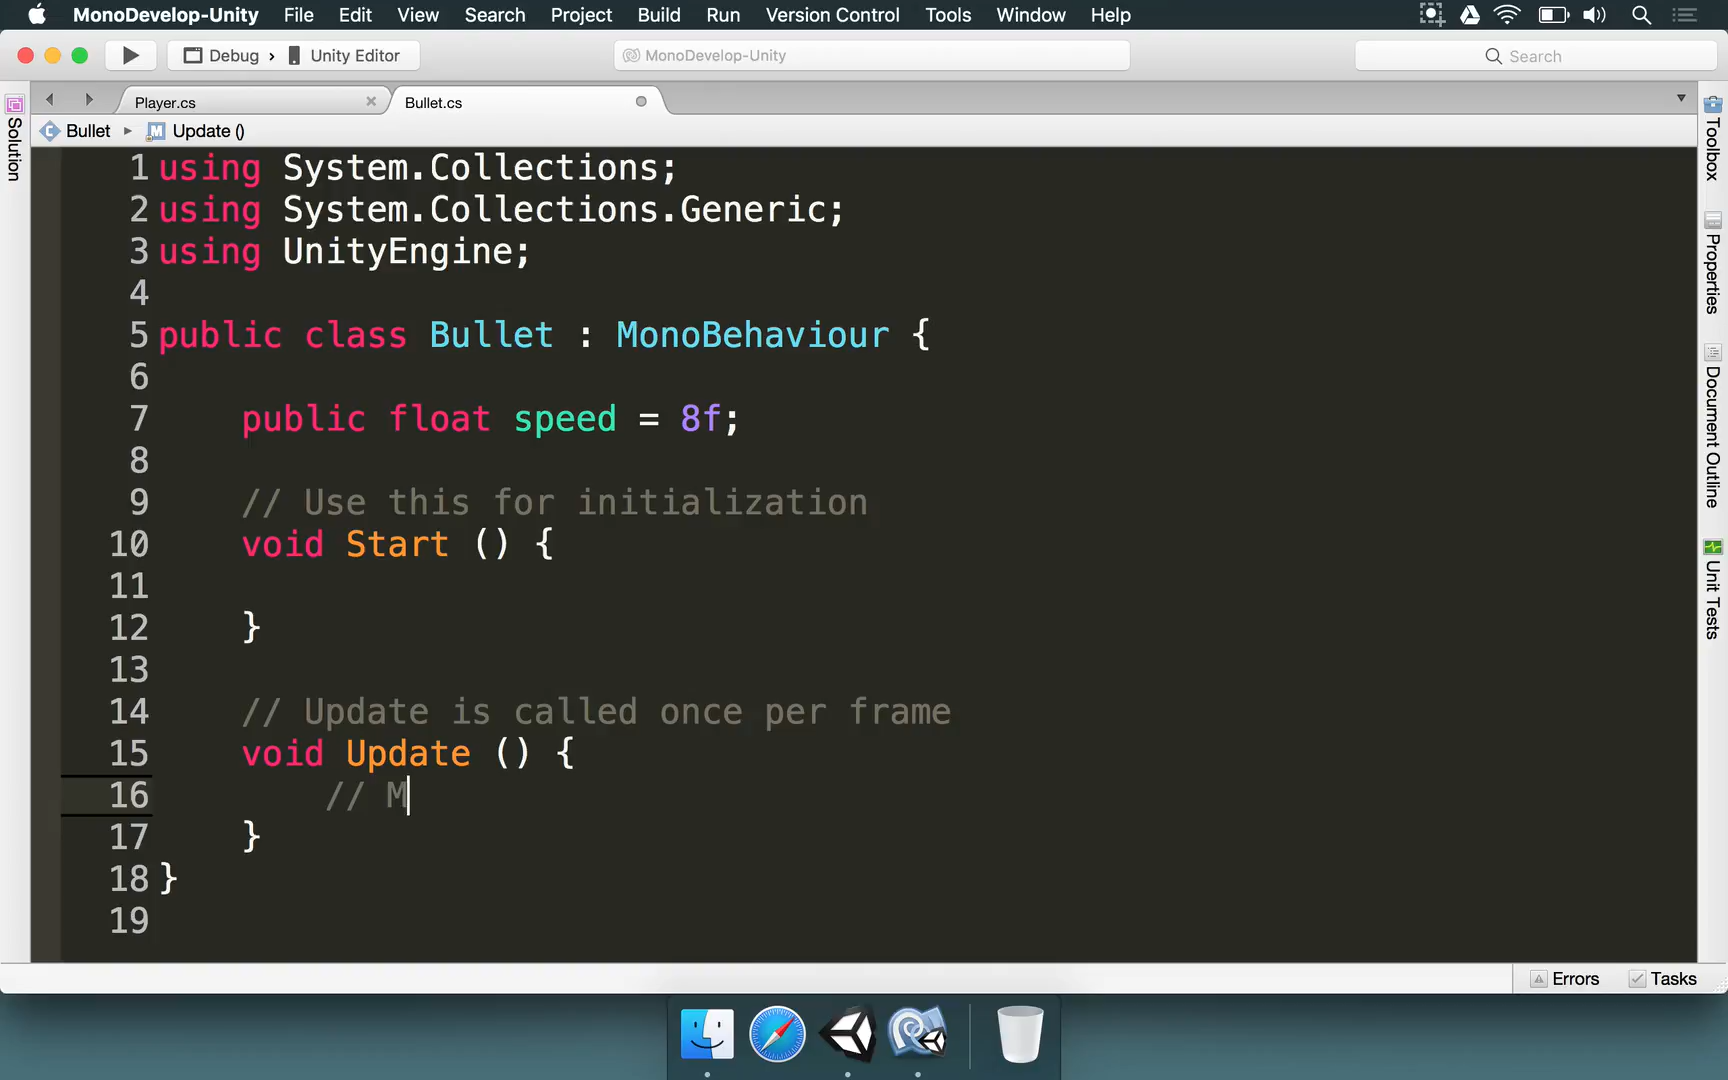 MonoDevelop-Unity File Edit View Search Project Build Run Version Control Tools Window Help
Debug › Unity Editor MonoDevelop-Unity Search
Player.cs Bullet.cs
Bullet Update ()
Solution
Toolbox
Properties
Document Outline
Unit Tests
1 using System.Collections;
2 using System.Collections.Generic;
3 using UnityEngine;
4
5 public class Bullet : MonoBehaviour {
6
7 public float speed = 8f;
8
9 // Use this for initialization
10 void Start () {
11
12 }
13
14 // Update is called once per frame
15 void Update () {
16 // M
17 }
18 }
19
Errors Tasks